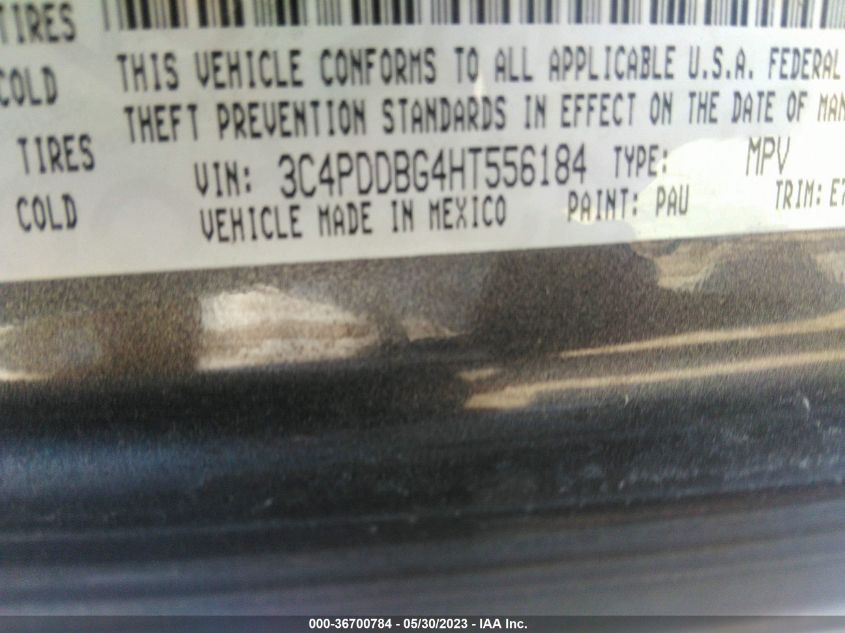 TIRES
COLD
THIS VEHICLE CONFORMS TO ALL APPLICABLE U.S.A. FEDERAL
THEFT PREVENTION STANDARDS IN EFFECT ON THE DATE OF MAN
TIRES
COLD
VIN: 3C4PDDBG4HT556184 TYPE: MPV
VEHICLE MADE IN MEXICO PAINT: PAU TRIM: E7
000-36700784 - 05/30/2023 - IAA Inc.